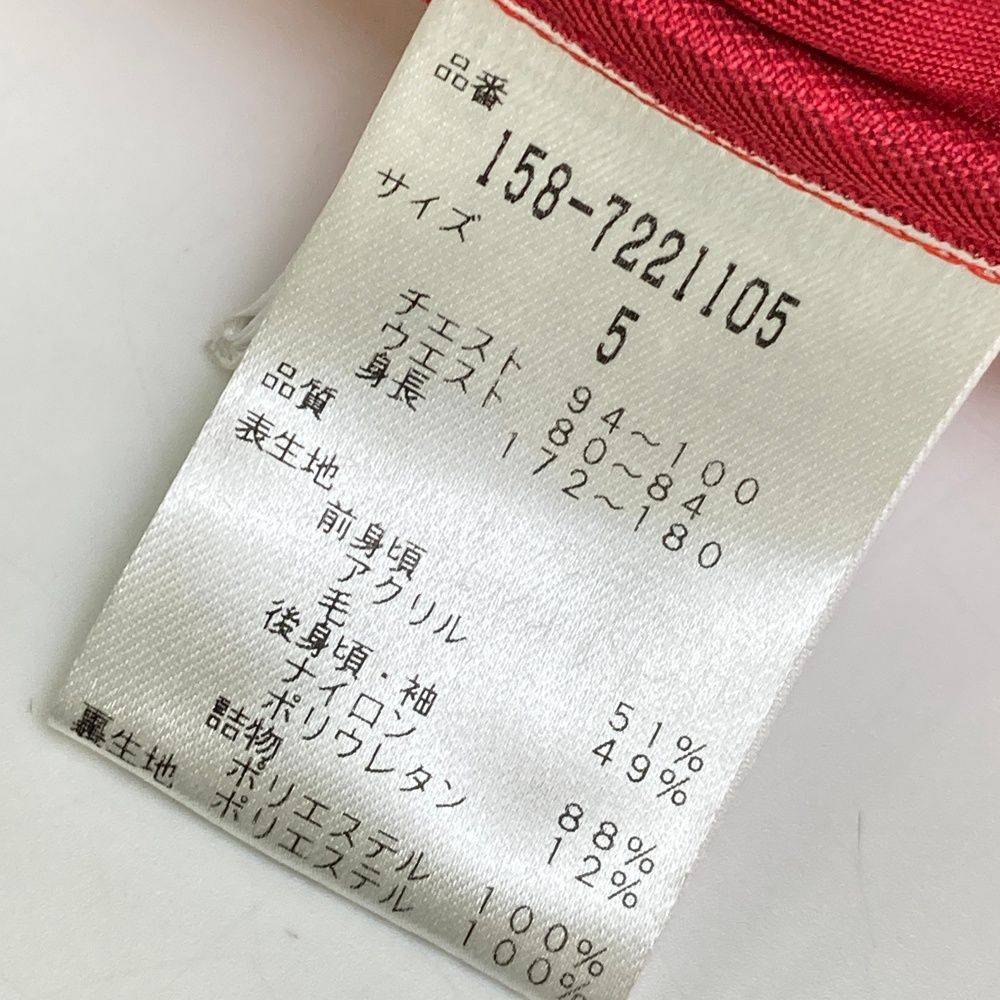 品番
158-7221105
サイズ
5
チェスト 94〜100
ウエスト 80〜84
身長 172〜180
品質
表生地
前身頃
アクリル 51%
毛 49%
後身頃・袖
ナイロン 88%
ポリウレタン 12%
詰物
ポリエステル 100%
裏生地 ポリエステル 100%